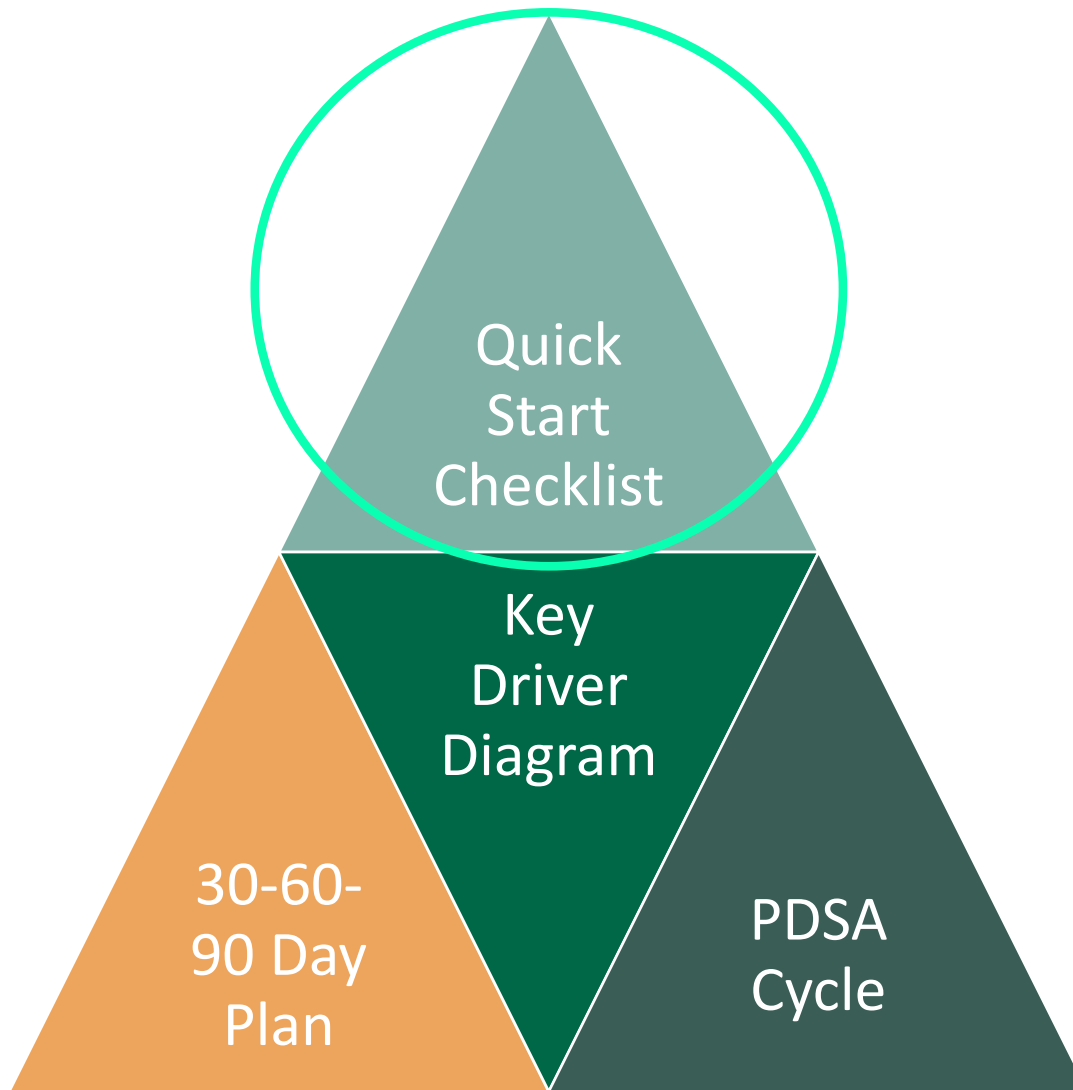 Quick
Start
Checklist
Key
Driver
Diagram
30-60-
90 Day
Plan
PDSA
Cycle